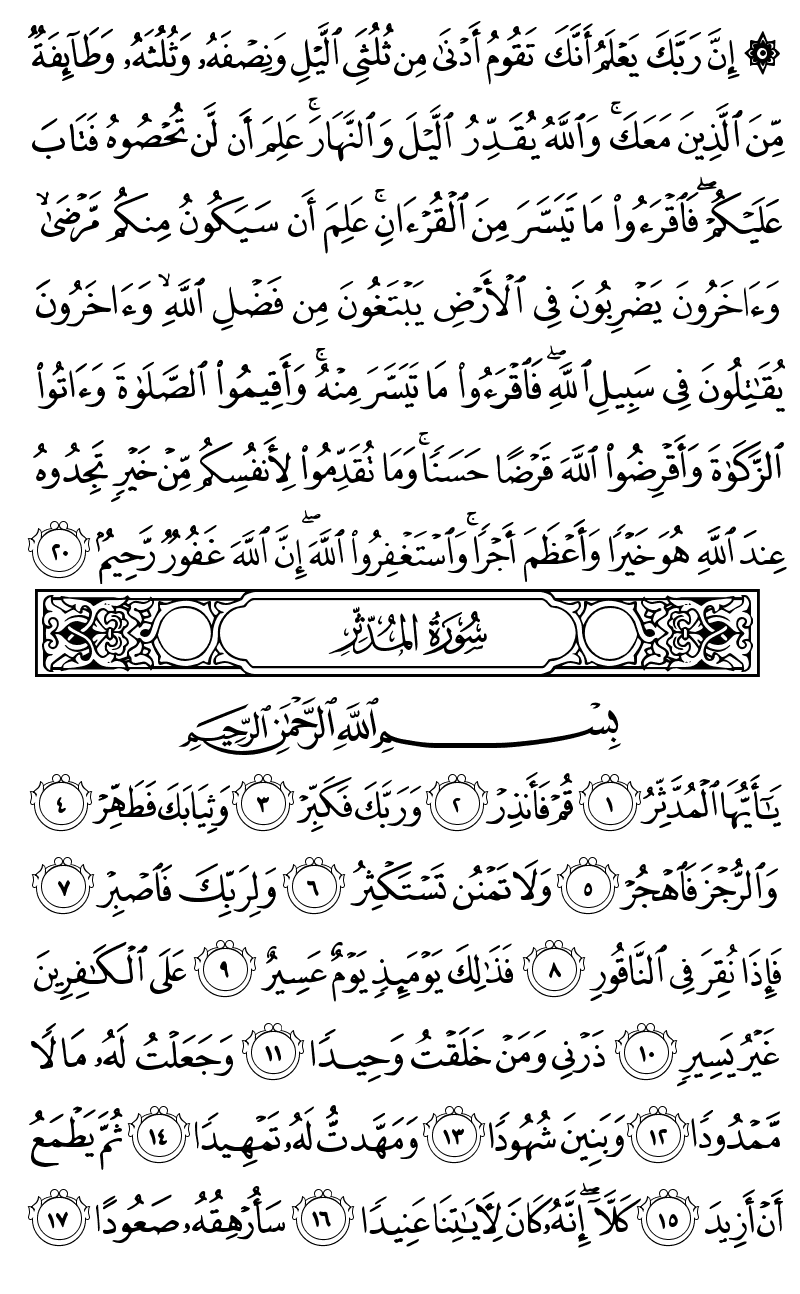 ۞ إِنَّ رَبَّكَ يَعْلَمُ أَنَّكَ تَقُومُ أَدْنَىٰ مِن ثُلُثَىِ ٱلَّيْلِ وَنِصْفَهُۥ وَثُلُثَهُۥ وَطَآئِفَةٌ
مِّنَ ٱلَّذِينَ مَعَكَ ۚ وَٱللَّهُ يُقَدِّرُ ٱلَّيْلَ وَٱلنَّهَارَ ۚ عَلِمَ أَن لَّن تُحْصُوهُ فَتَابَ
عَلَيْكُمْ ۖ فَٱقْرَءُوا۟ مَا تَيَسَّرَ مِنَ ٱلْقُرْءَانِ ۚ عَلِمَ أَن سَيَكُونُ مِنكُم مَّرْضَىٰ ۙ
وَءَاخَرُونَ يَضْرِبُونَ فِى ٱلْأَرْضِ يَبْتَغُونَ مِن فَضْلِ ٱللَّهِ ۙ وَءَاخَرُونَ
يُقَـٰتِلُونَ فِى سَبِيلِ ٱللَّهِ ۖ فَٱقْرَءُوا۟ مَا تَيَسَّرَ مِنْهُ ۚ وَأَقِيمُوا۟ ٱلصَّلَوٰةَ وَءَاتُوا۟
ٱلزَّكَوٰةَ وَأَقْرِضُوا۟ ٱللَّهَ قَرْضًا حَسَنًا ۚ وَمَا تُقَدِّمُوا۟ لِأَنفُسِكُم مِّنْ خَيْرٍ تَجِدُوهُ
عِندَ ٱللَّهِ هُوَ خَيْرًا وَأَعْظَمَ أَجْرًا ۚ وَٱسْتَغْفِرُوا۟ ٱللَّهَ ۖ إِنَّ ٱللَّهَ غَفُورٌ رَّحِيمٌۢ ٢٠
سُورَةُ المُدَّثِّرِ
بِسْمِ ٱللَّهِ ٱلرَّحْمَـٰنِ ٱلرَّحِيمِ
يَـٰٓأَيُّهَا ٱلْمُدَّثِّرُ ١ قُمْ فَأَنذِرْ ٢ وَرَبَّكَ فَكَبِّرْ ٣ وَثِيَابَكَ فَطَهِّرْ ٤
وَٱلرُّجْزَ فَٱهْجُرْ ٥ وَلَا تَمْنُن تَسْتَكْثِرُ ٦ وَلِرَبِّكَ فَٱصْبِرْ ٧
فَإِذَا نُقِرَ فِى ٱلنَّاقُورِ ٨ فَذَٰلِكَ يَوْمَئِذٍ يَوْمٌ عَسِيرٌ ٩ عَلَى ٱلْكَـٰفِرِينَ
غَيْرُ يَسِيرٍ ١٠ ذَرْنِى وَمَنْ خَلَقْتُ وَحِيدًا ١١ وَجَعَلْتُ لَهُۥ مَالًا
مَّمْدُودًا ١٢ وَبَنِينَ شُهُودًا ١٣ وَمَهَّدتُّ لَهُۥ تَمْهِيدًا ١٤ ثُمَّ يَطْمَعُ
أَنْ أَزِيدَ ١٥ كَلَّآ ۖ إِنَّهُۥ كَانَ لِـَٔايَـٰتِنَا عَنِيدًا ١٦ سَأُرْهِقُهُۥ صَعُودًا ١٧